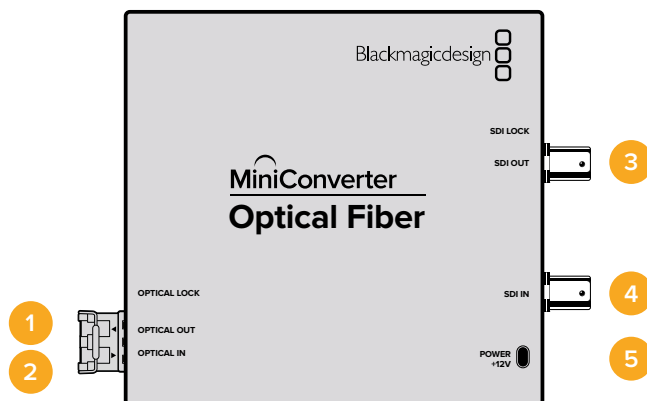 Blackmagicdesign
SDI LOCK
SDI OUT
3
MiniConverter
Optical Fiber
OPTICAL LOCK
SDI IN
4
1
OPTICAL OUT
2
OPTICAL IN
POWER
+12V
5